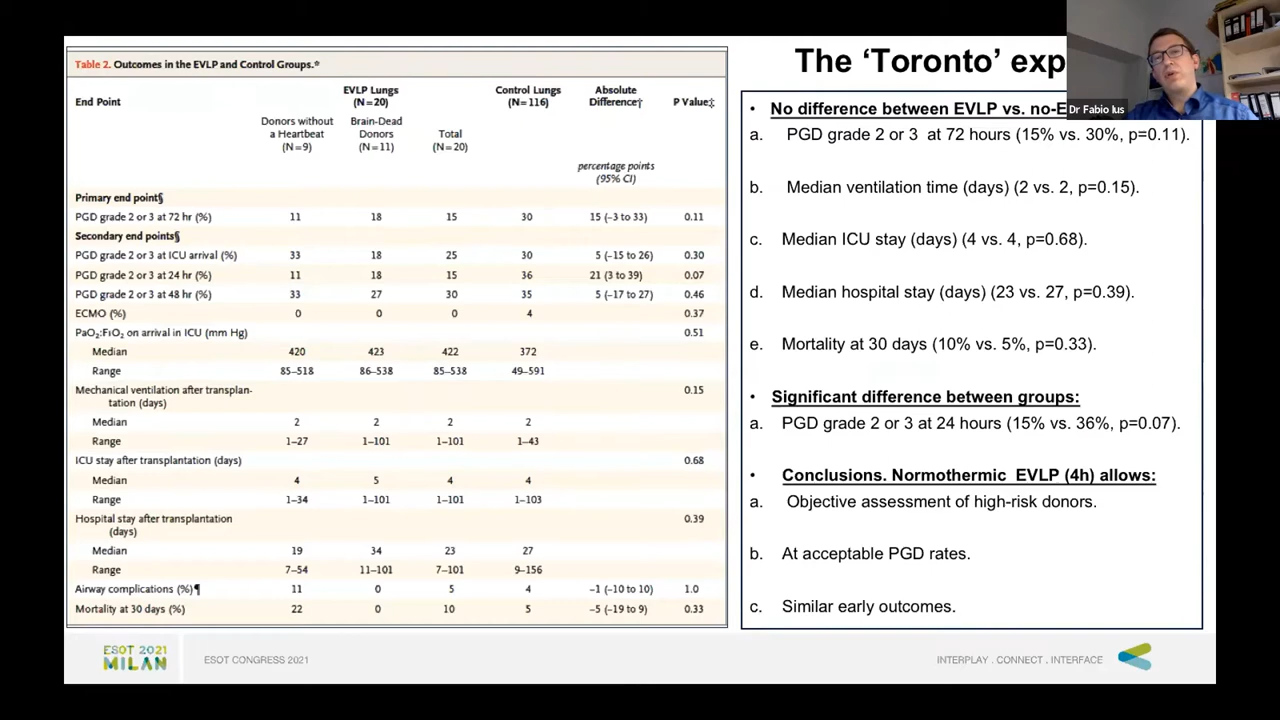 Table 2. Outcomes in the EVLP and Control Groups.*
End Point
EVLP Lungs
(N=20)
Control Lungs
(N=116)
Absolute
Difference†
P Value‡
Donors without
a Heartbeat
(N=9)
Brain-Dead
Donors
(N=11)
Total
(N=20)
percentage points
(95% CI)
Primary end point§
PGD grade 2 or 3 at 72 hr (%) 11 18 15 30 15 (−3 to 33) 0.11
Secondary end points§
PGD grade 2 or 3 at ICU arrival (%) 33 18 25 30 5 (−15 to 26) 0.30
PGD grade 2 or 3 at 24 hr (%) 11 18 15 36 21 (3 to 39) 0.07
PGD grade 2 or 3 at 48 hr (%) 33 27 30 35 5 (−17 to 27) 0.46
ECMO (%) 0 0 0 4 0.37
PaO₂:FIO₂ on arrival in ICU (mm Hg) 0.51
Median 420 423 422 372
Range 85–518 86–538 85–538 49–591
Mechanical ventilation after transplan-
tation (days) 0.15
Median 2 2 2 2
Range 1–27 1–101 1–101 1–43
ICU stay after transplantation (days) 0.68
Median 4 5 4 4
Range 1–34 1–101 1–101 1–103
Hospital stay after transplantation
(days) 0.39
Median 19 34 23 27
Range 7–54 11–101 7–101 9–156
Airway complications (%)¶ 11 0 5 4 −1 (−10 to 10) 1.0
Mortality at 30 days (%) 22 0 10 5 −5 (−19 to 9) 0.33
The ‘Toronto’ exp
Dr Fabio Ius
• No difference between EVLP vs. no-E
a. PGD grade 2 or 3 at 72 hours (15% vs. 30%, p=0.11).
b. Median ventilation time (days) (2 vs. 2, p=0.15).
c. Median ICU stay (days) (4 vs. 4, p=0.68).
d. Median hospital stay (days) (23 vs. 27, p=0.39).
e. Mortality at 30 days (10% vs. 5%, p=0.33).
• Significant difference between groups:
a. PGD grade 2 or 3 at 24 hours (15% vs. 36%, p=0.07).
• Conclusions. Normothermic EVLP (4h) allows:
a. Objective assessment of high-risk donors.
b. At acceptable PGD rates.
c. Similar early outcomes.
ESOT 2021
MILAN
ESOT CONGRESS 2021
INTERPLAY . CONNECT . INTERFACE